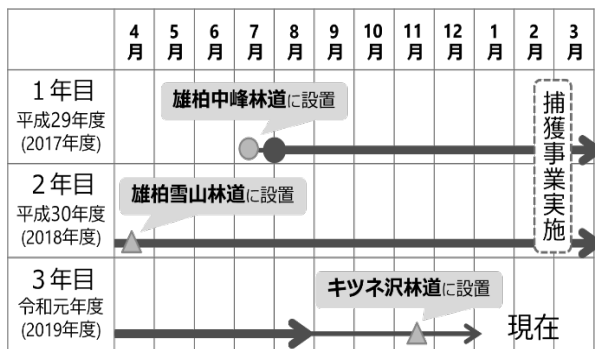 4月 5月 6月 7月 8月 9月 10月 11月 12月 1月 2月 3月
1年目
平成29年度
(2017年度)
雄柏中峰林道に設置
捕獲事業実施
2年目
平成30年度
(2018年度)
雄柏雪山林道に設置
3年目
令和元年度
(2019年度)
キツネ沢林道に設置
現在